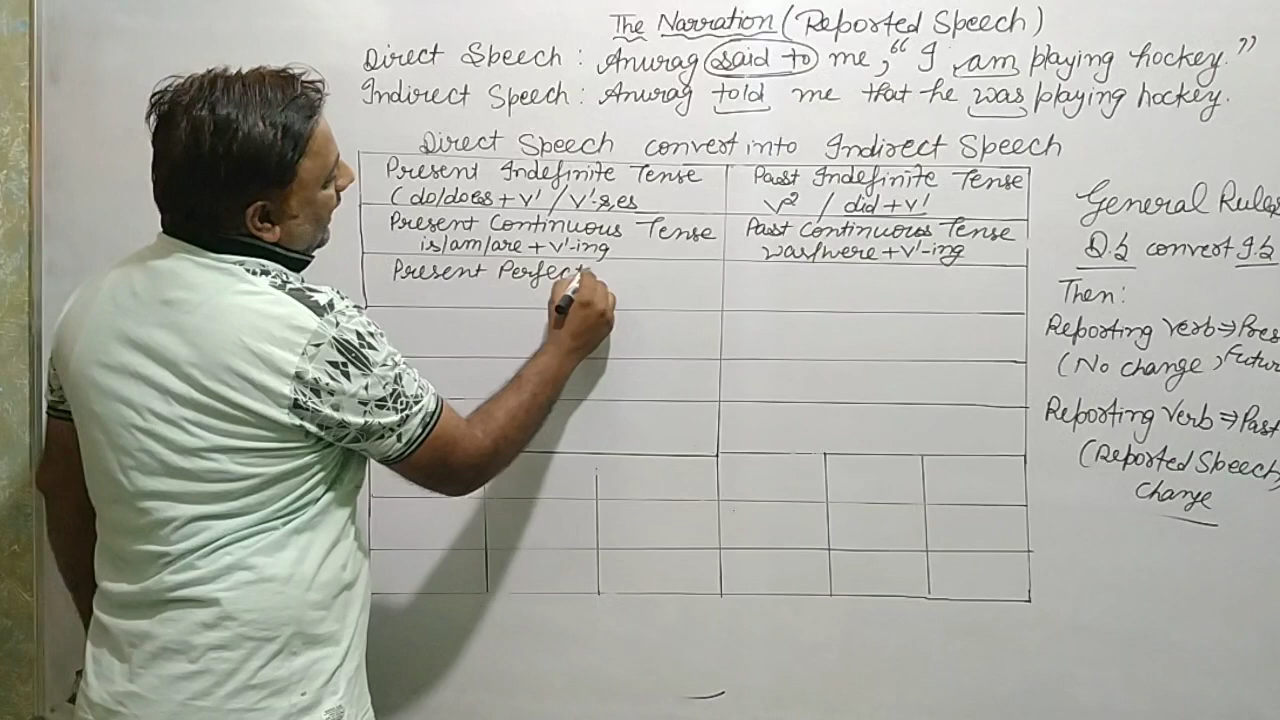 The Narration (Reported Speech)
Direct Speech : Anurag said to me, "I am playing hockey."
Indirect Speech : Anurag told me that he was playing hockey.
Direct Speech convert into Indirect Speech
Present Indefinite Tense
(do/does + V¹ / V¹-s,es
Past Indefinite Tense
V² / did + V¹
Present Continuous Tense
is/am/are + V¹-ing
Past Continuous Tense
was/were + V¹-ing
Present Perfect
General Rules
D.S convert I.S
Then:
Reporting Verb ⇒ Pres
(No change) Futur
Reporting Verb ⇒ Past
(Reported Speech)
Change